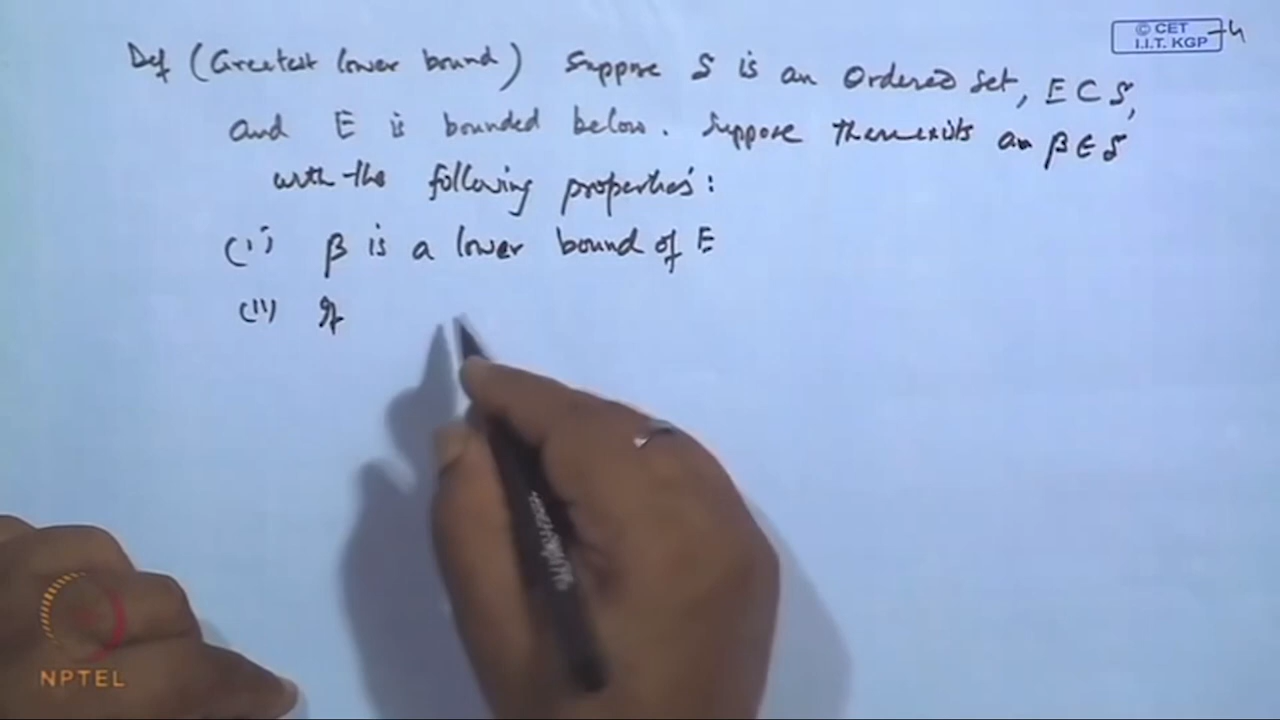 © CET
I.I.T. KGP
Def (Greatest lower bound) Suppose S is an Ordered Set, E ⊂ S,
and E is bounded below. Suppose there exists an β ∈ S
with the following properties:
(i) β is a lower bound of E
(ii) If
NPTEL